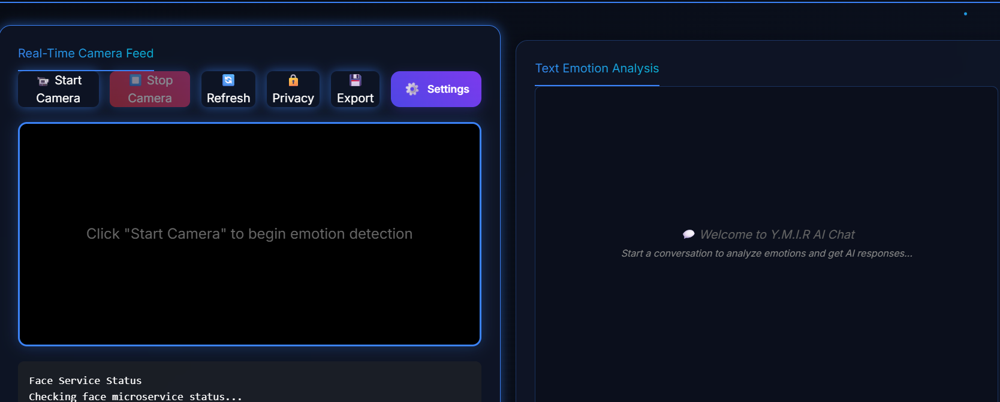 Real-Time Camera Feed
Start
Camera
Stop
Camera
Refresh
Privacy
Export
Settings
Click "Start Camera" to begin emotion detection
Face Service Status
Checking face microservice status...
Text Emotion Analysis
Welcome to Y.M.I.R AI Chat
Start a conversation to analyze emotions and get AI responses...